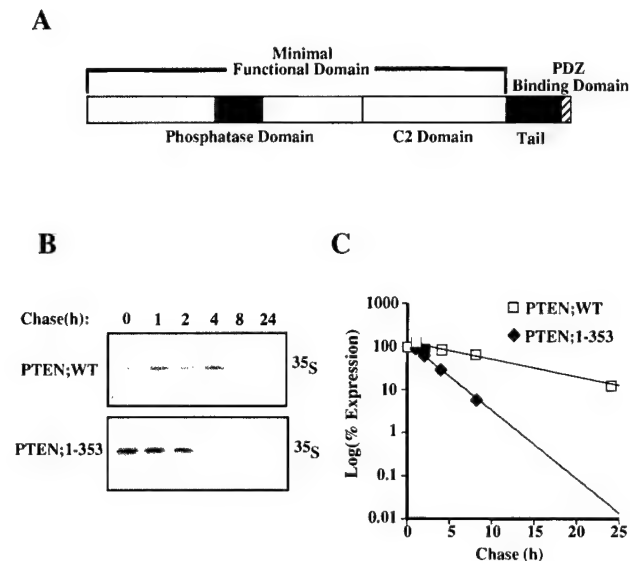 A
Minimal
Functional Domain
PDZ
Binding Domain
Phosphatase Domain
C2 Domain
Tail
B
Chase(h): 0 1 2 4 8 24
PTEN;WT
35S
PTEN;1-353
35S
C
PTEN;WT
PTEN;1-353
Log(% Expression)
1000
100
10
1
0.1
0.01
0 5 10 15 20 25
Chase (h)